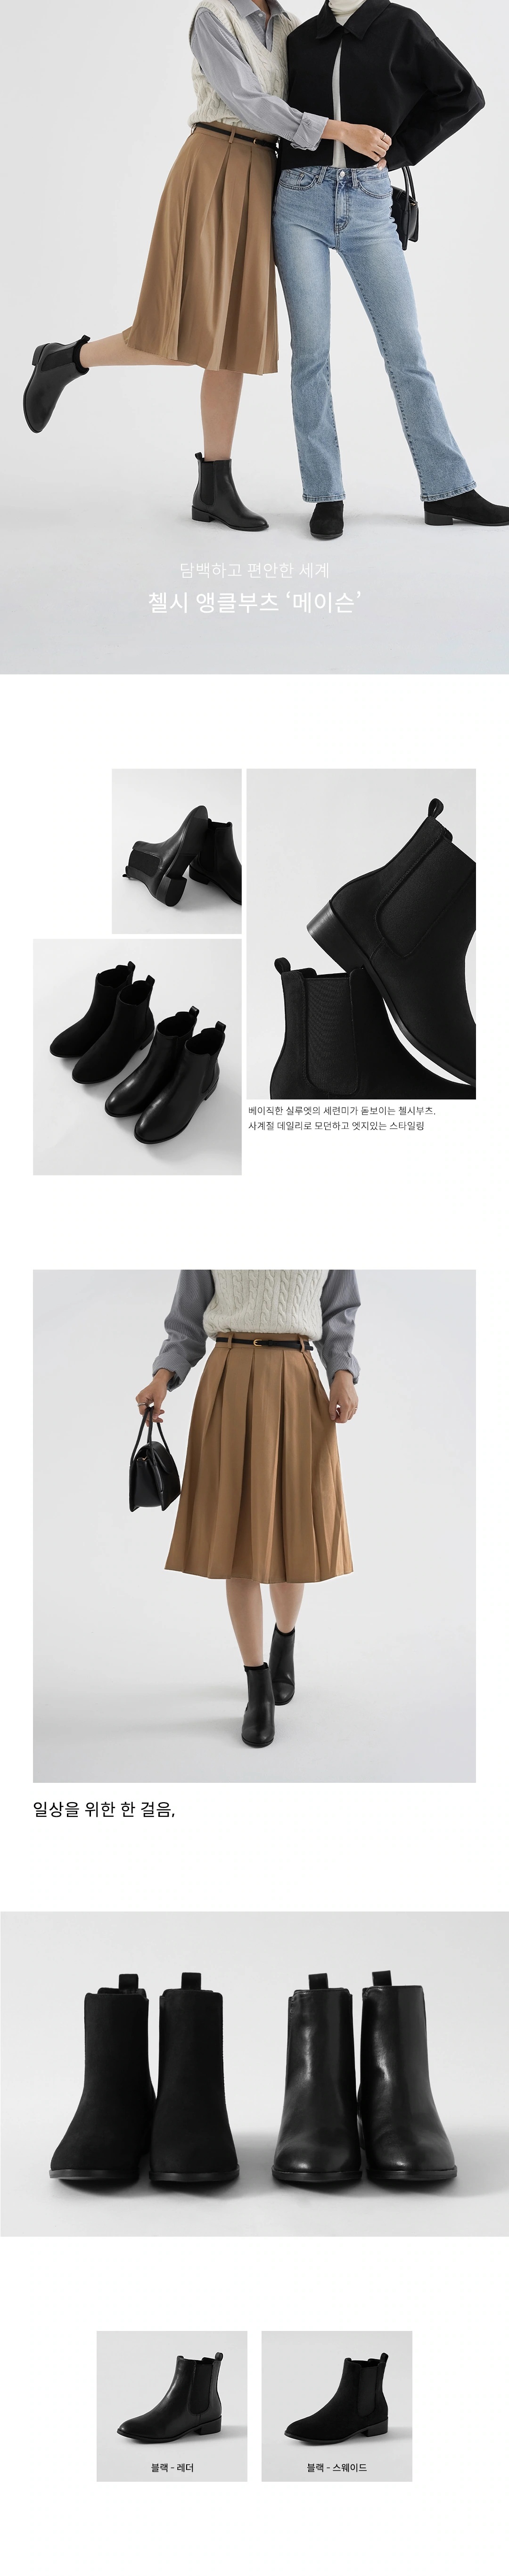 담백하고 편안한 세계
첼시 앵클부츠 ‘메이슨’
베이직한 실루엣의 세련미가 돋보이는 첼시부츠.
사계절 데일리로 모던하고 엣지있는 스타일링
일상을 위한 한 걸음,
블랙 - 레더
블랙 - 스웨이드